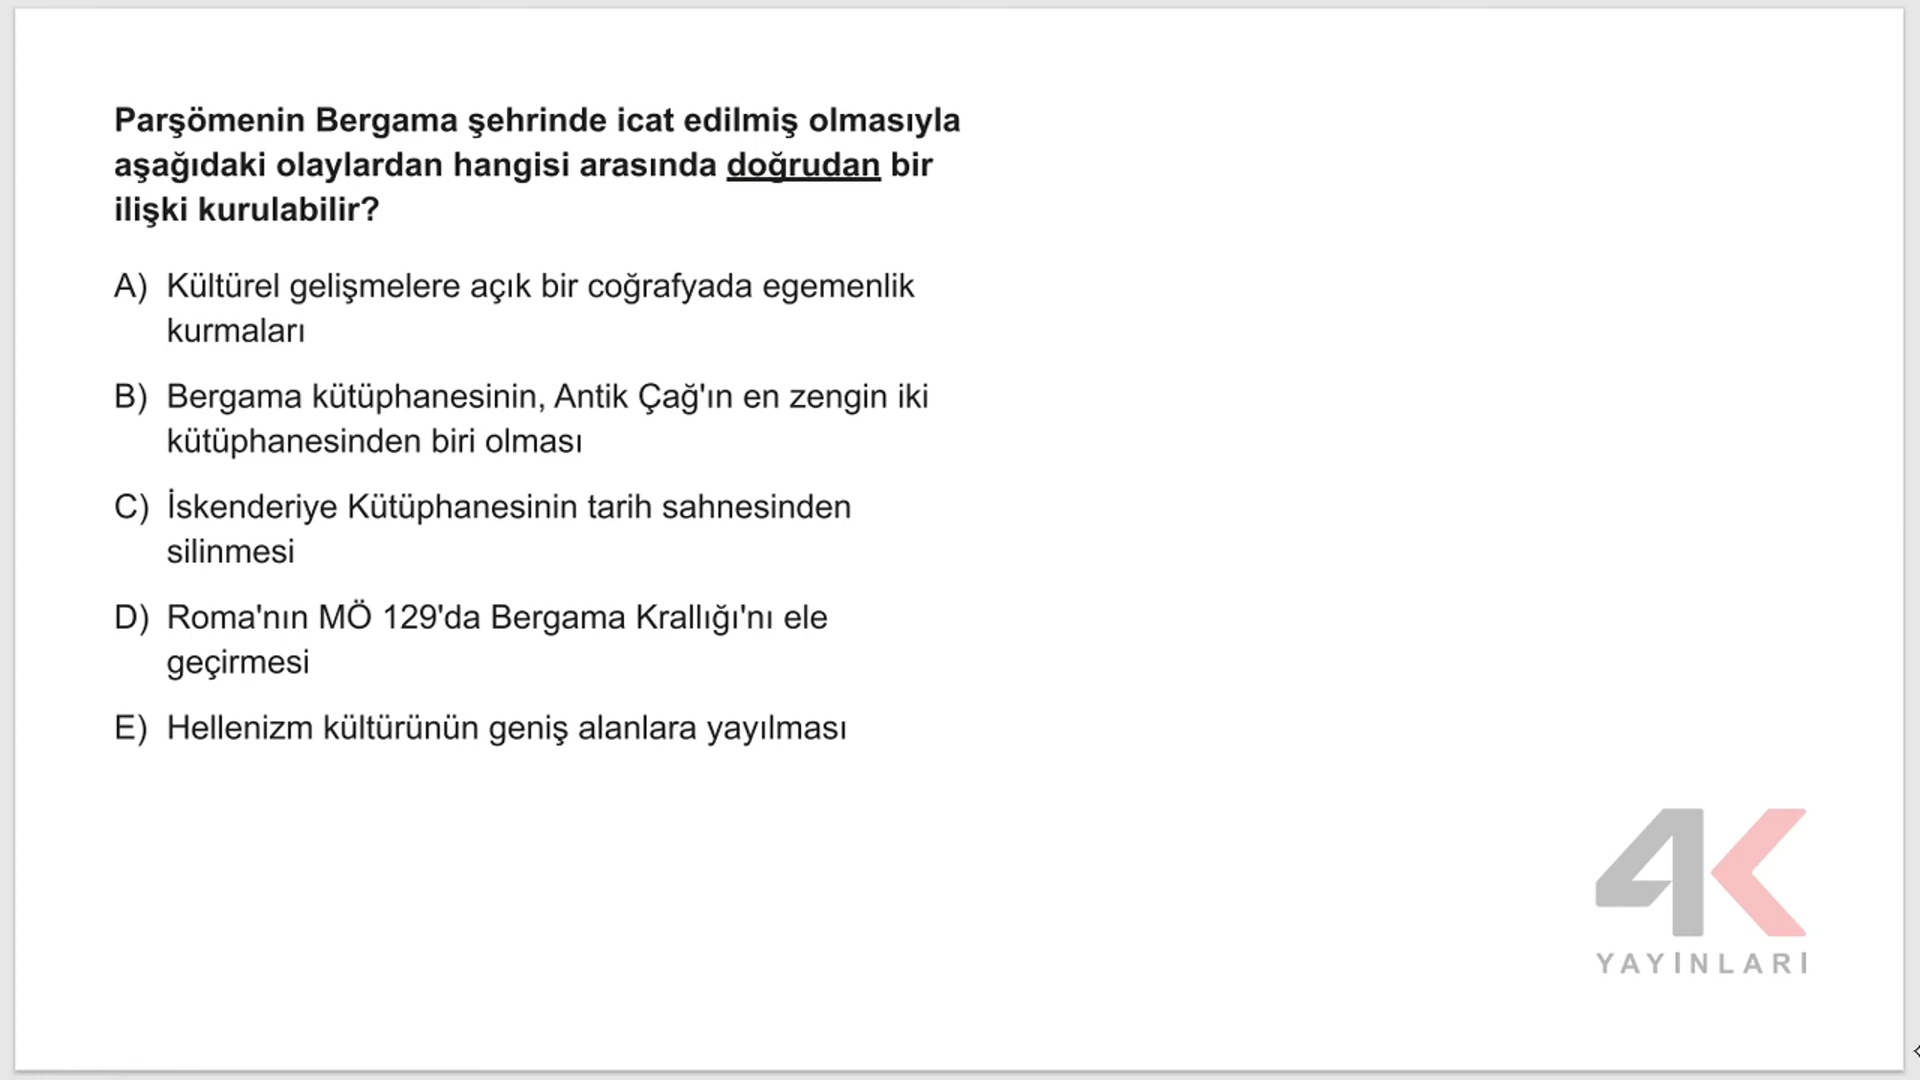 Parşömenin Bergama şehrinde icat edilmiş olmasıyla
aşağıdaki olaylardan hangisi arasında doğrudan bir
ilişki kurulabilir?
A) Kültürel gelişmelere açık bir coğrafyada egemenlik
kurmaları
B) Bergama kütüphanesinin, Antik Çağ'ın en zengin iki
kütüphanesinden biri olması
C) İskenderiye Kütüphanesinin tarih sahnesinden
silinmesi
D) Roma'nın MÖ 129'da Bergama Krallığı'nı ele
geçirmesi
E) Hellenizm kültürünün geniş alanlara yayılması
4K
YAYINLARI